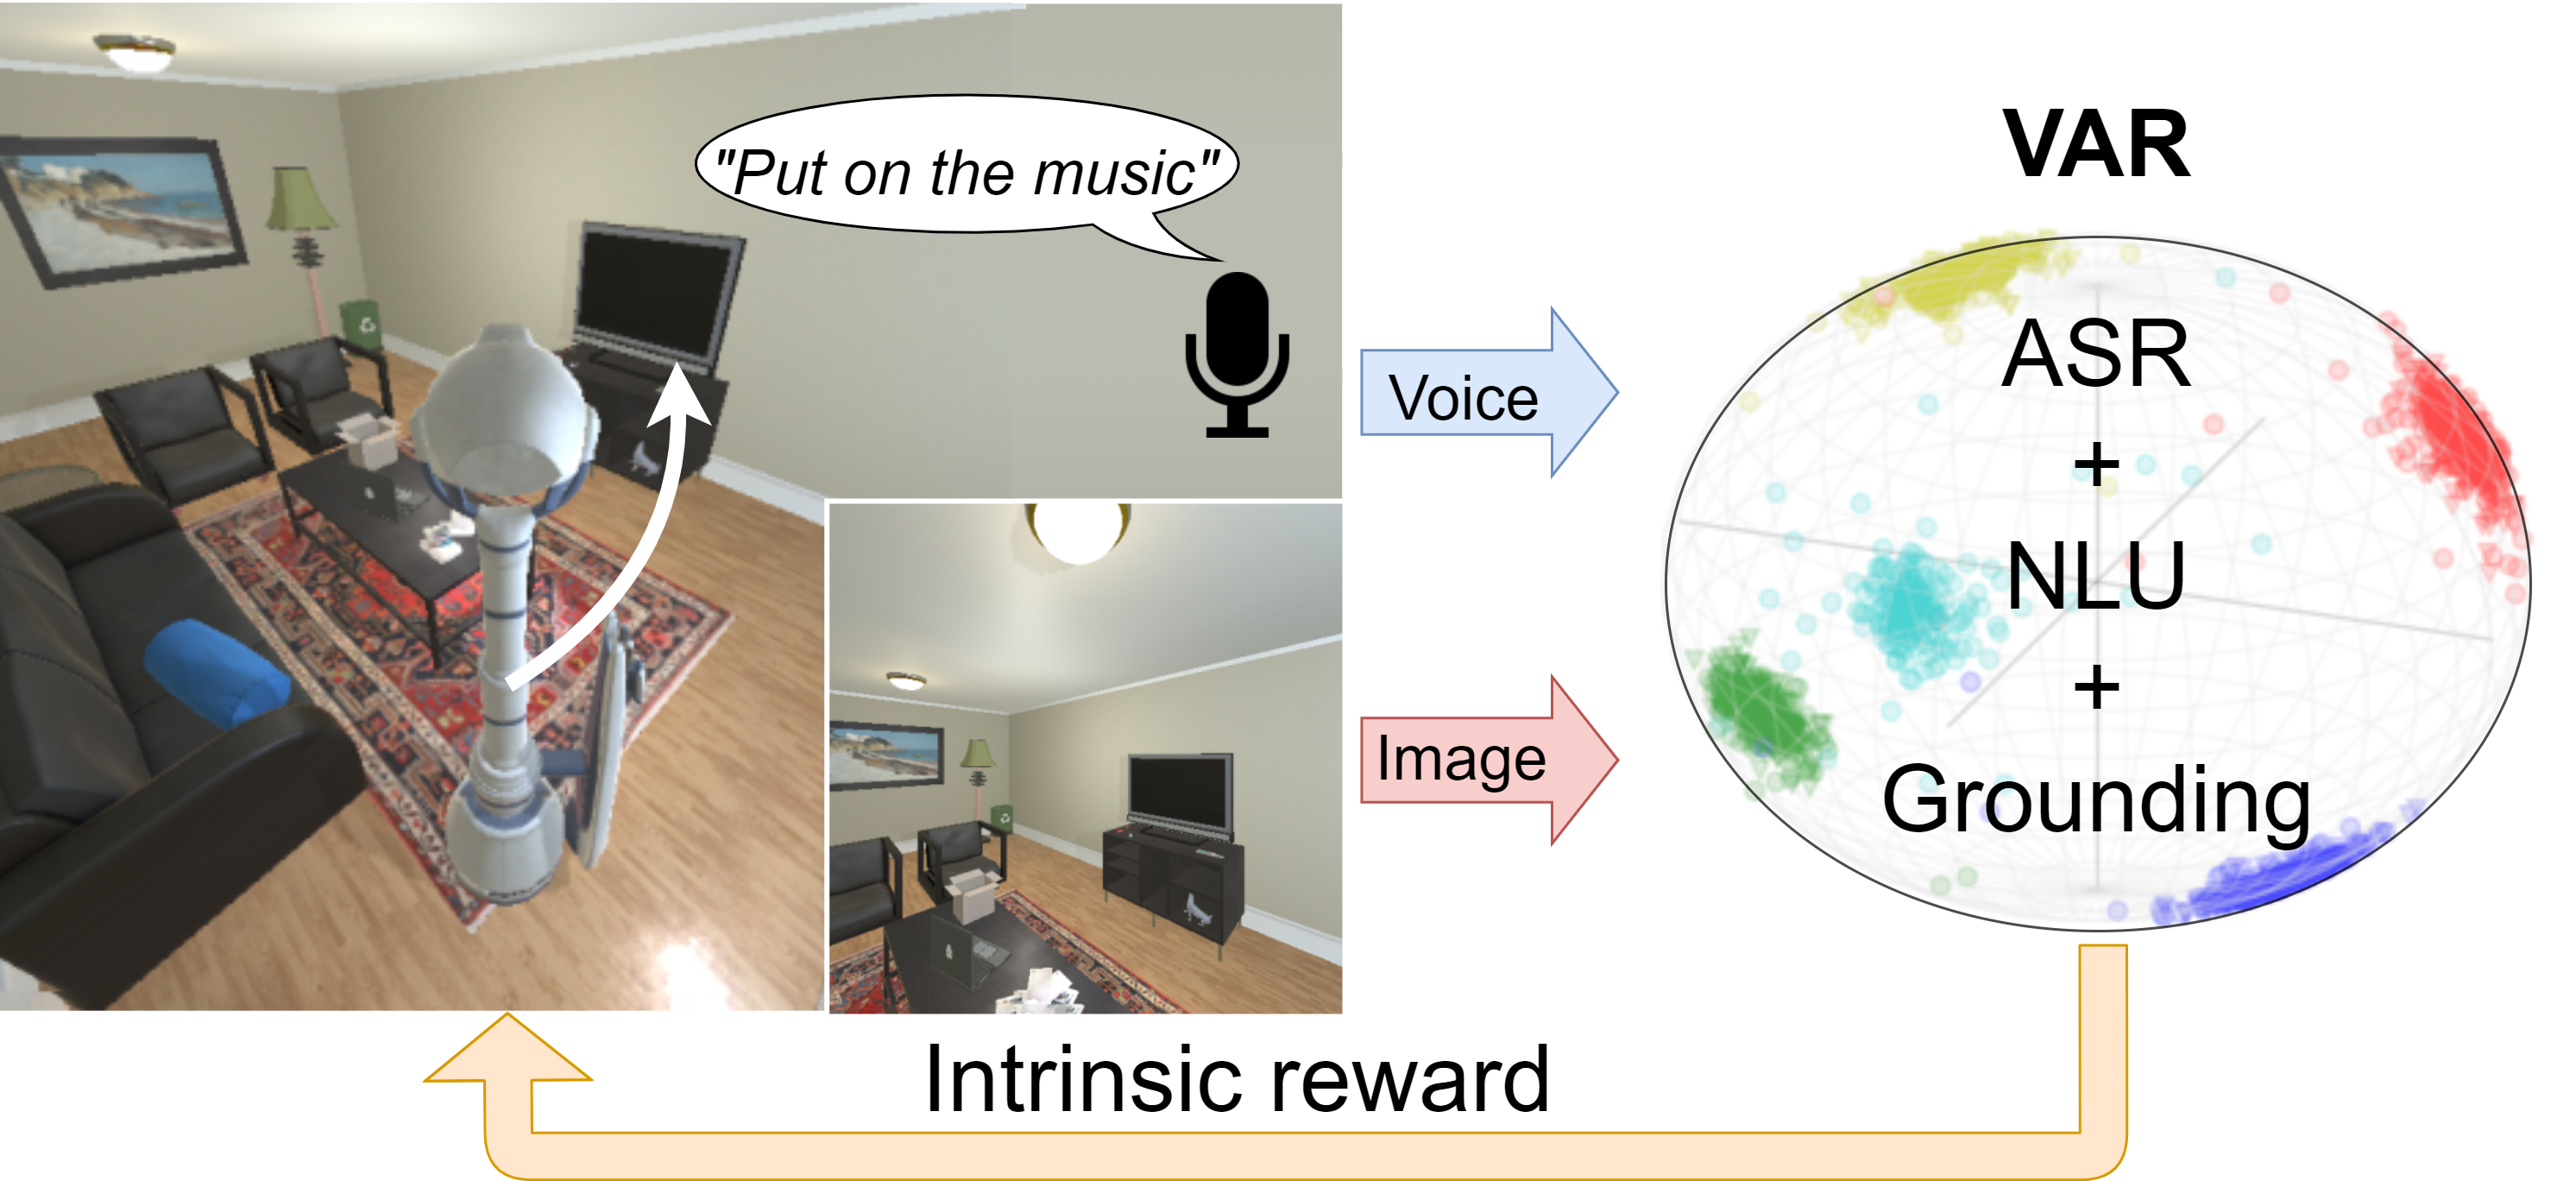 "Put on the music"
Voice
Image
VAR
ASR
+
NLU
+
Grounding
Intrinsic reward